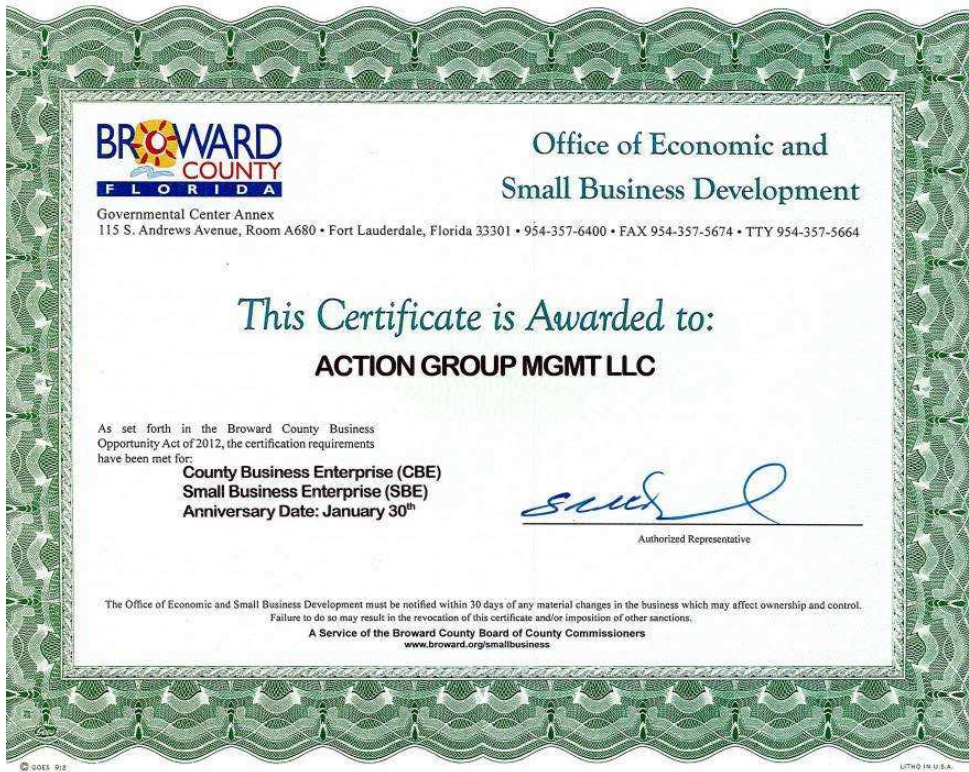 BROWARD
COUNTY
FLORIDA
Office of Economic and
Small Business Development
Governmental Center Annex
115 S. Andrews Avenue, Room A680 • Fort Lauderdale, Florida 33301 • 954-357-6400 • FAX 954-357-5674 • TTY 954-357-5664
This Certificate is Awarded to:
ACTION GROUP MGMT LLC
As set forth in the Broward County Business
Opportunity Act of 2012, the certification requirements
have been met for:
County Business Enterprise (CBE)
Small Business Enterprise (SBE)
Anniversary Date: January 30th
Authorized Representative
The Office of Economic and Small Business Development must be notified within 30 days of any material changes in the business which may affect ownership and control.
Failure to do so may result in the revocation of this certificate and/or imposition of other sanctions.
A Service of the Broward County Board of County Commissioners
www.broward.org/smallbusiness
© GOES 912
LITHO IN U.S.A.